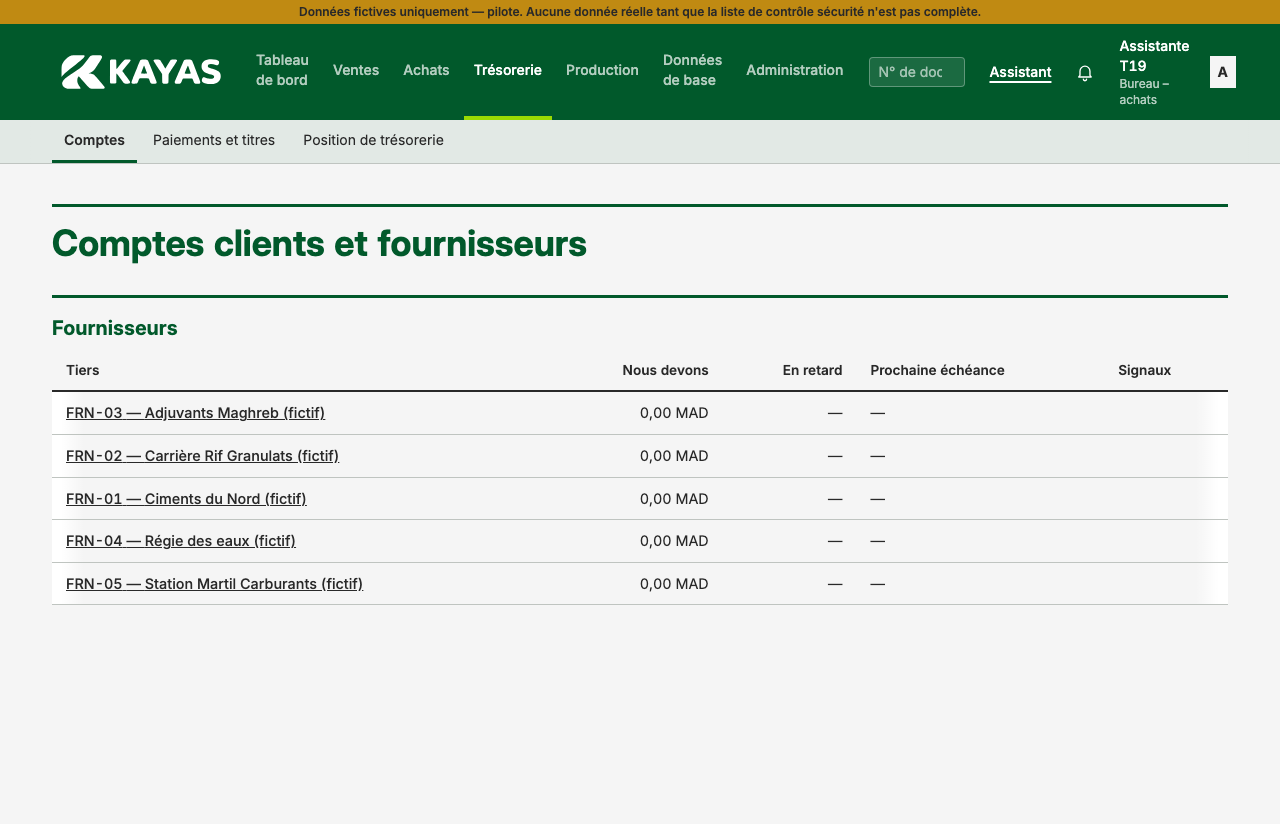 Données fictives uniquement — pilote. Aucune donnée réelle tant que la liste de contrôle sécurité n'est pas complète.
KAYAS
Tableau de bord
Ventes
Achats
Trésorerie
Production
Données de base
Administration
N° de doc
Assistant
Assistante T19
Bureau – achats
A
Comptes
Paiements et titres
Position de trésorerie
Comptes clients et fournisseurs
Fournisseurs
Tiers Nous devons En retard Prochaine échéance Signaux
FRN-03 — Adjuvants Maghreb (fictif) 0,00 MAD — —
FRN-02 — Carrière Rif Granulats (fictif) 0,00 MAD — —
FRN-01 — Ciments du Nord (fictif) 0,00 MAD — —
FRN-04 — Régie des eaux (fictif) 0,00 MAD — —
FRN-05 — Station Martil Carburants (fictif) 0,00 MAD — —